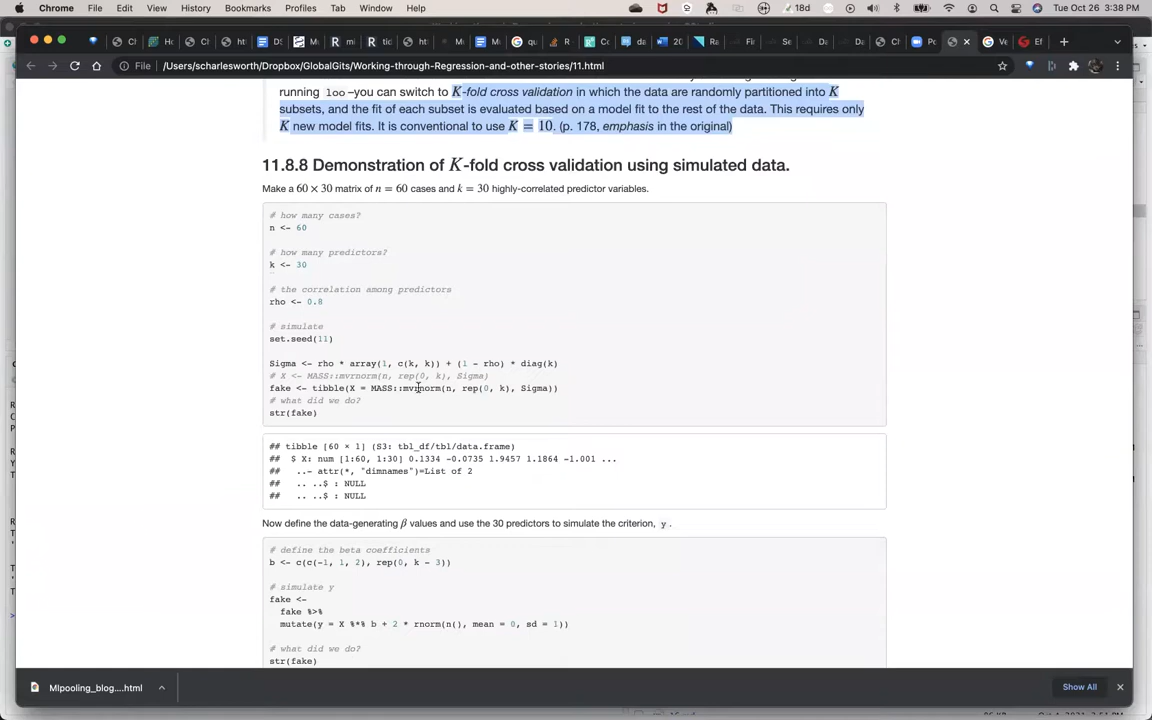 Chrome File Edit View History Bookmarks Profiles Tab Window Help 18d Tue Oct 26 3:38 PM
/Users/scharlesworth/Dropbox/GlobalGits/Working-through-Regression-and-other-stories/11.html
File
running loo –you can switch to K-fold cross validation in which the data are randomly partitioned into K
subsets, and the fit of each subset is evaluated based on a model fit to the rest of the data. This requires only
K new model fits. It is conventional to use K = 10. (p. 178, emphasis in the original)
11.8.8 Demonstration of K-fold cross validation using simulated data.
Make a 60 × 30 matrix of n = 60 cases and k = 30 highly-correlated predictor variables.
# how many cases?
n <- 60
# how many predictors?
k <- 30
# the correlation among predictors
rho <- 0.8
# simulate
set.seed(11)
Sigma <- rho * array(1, c(k, k)) + (1 - rho) * diag(k)
# X <- MASS::mvrnorm(n, rep(0, k), Sigma)
fake <- tibble(X = MASS::mvrnorm(n, rep(0, k), Sigma))
# what did we do?
str(fake)
## tibble [60 × 1] (S3: tbl_df/tbl/data.frame)
## $ X: num [1:60, 1:30] 0.1334 -0.0735 1.9457 1.1864 -1.001 ...
## ..- attr(*, "dimnames")=List of 2
## .. ..$ : NULL
## .. ..$ : NULL
Now define the data-generating β values and use the 30 predictors to simulate the criterion, y .
# define the beta coefficients
b <- c(c(-1, 1, 2), rep(0, k - 3))
# simulate y
fake <-
fake %>%
mutate(y = X %*% b + 2 * rnorm(n(), mean = 0, sd = 1))
# what did we do?
str(fake)
MIpooling_blog....html
Show All